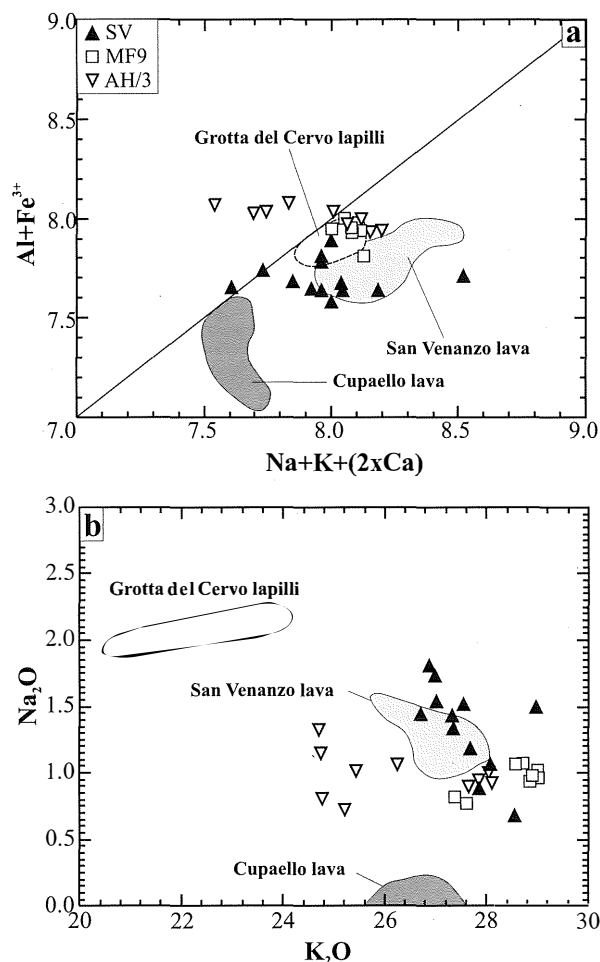 9.0
a
▲ SV
□ MF9
▽ AH/3
8.5
Grotta del Cervo lapilli
Al+Fe³⁺
8.0
7.5
San Venanzo lava
Cupaello lava
7.0
7.0 7.5 8.0 8.5 9.0
Na+K+(2xCa)
3.0
b
2.5
Grotta del Cervo lapilli
2.0
Na₂O
San Venanzo lava
1.5
1.0
0.5
Cupaello lava
0.0
20 22 24 26 28 30
K₂O